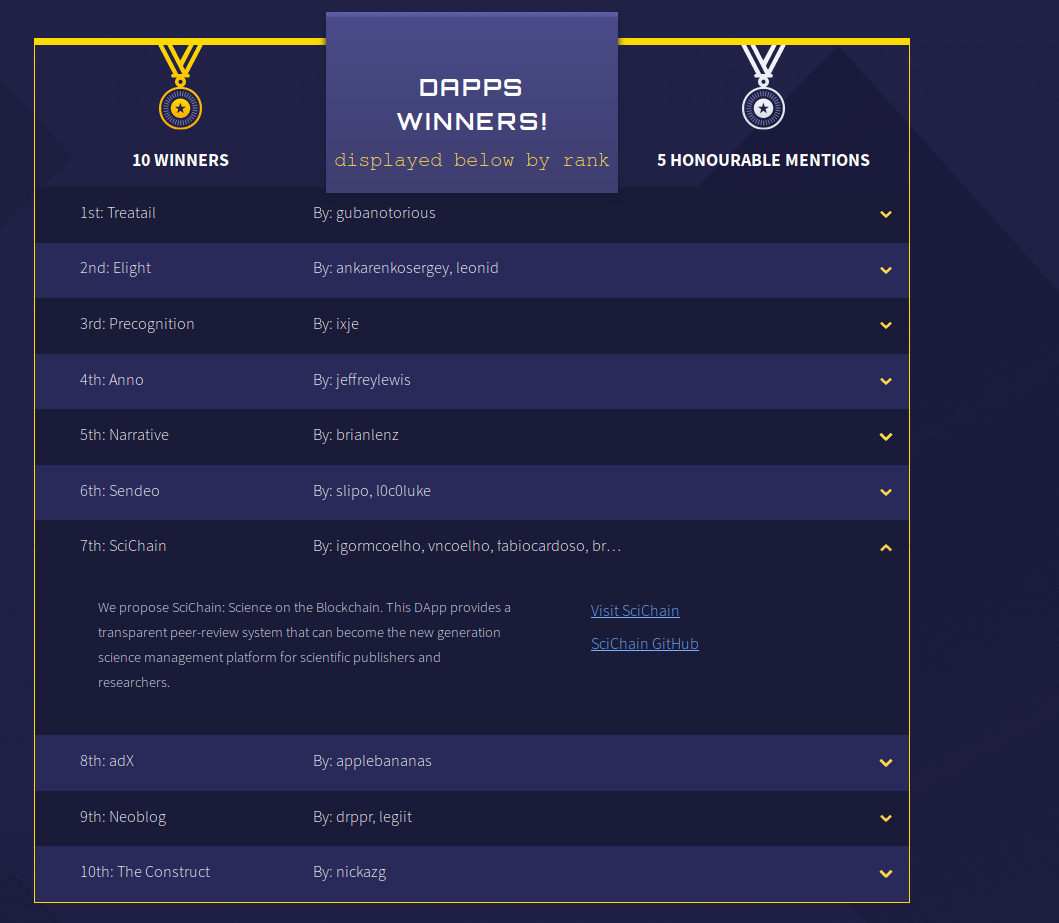 DAPPS
WINNERS!
displayed below by rank
10 WINNERS
5 HONOURABLE MENTIONS
1st: Treatail By: gubanotorious
2nd: Elight By: ankarenkosergey, leonid
3rd: Precognition By: ixje
4th: Anno By: jeffreylewis
5th: Narrative By: brianlenz
6th: Sendeo By: slipo, l0c0luke
7th: SciChain By: igormcoelho, vncoelho, fabiocardoso, br…
We propose SciChain: Science on the Blockchain. This DApp provides a
transparent peer-review system that can become the new generation
science management platform for scientific publishers and
researchers.
Visit SciChain
SciChain GitHub
8th: adX By: applebananas
9th: Neoblog By: drppr, legiit
10th: The Construct By: nickazg